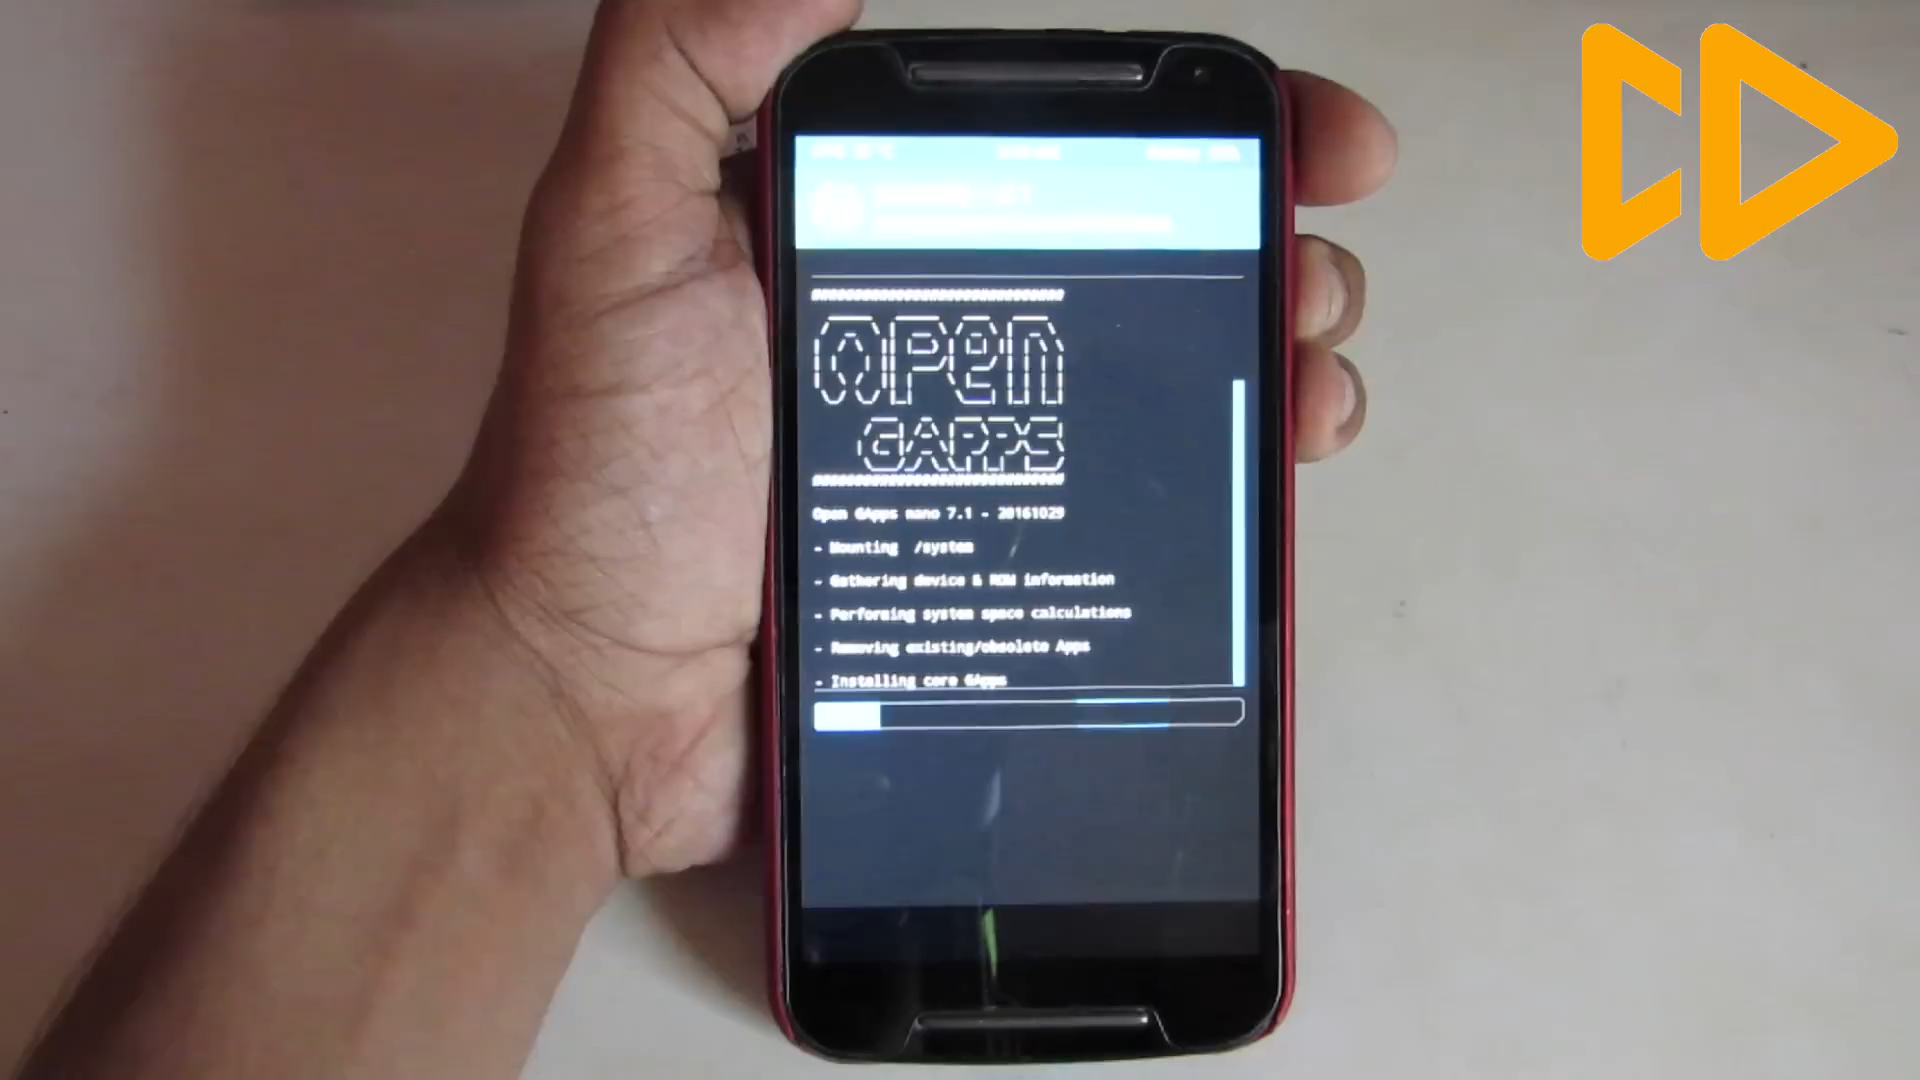 OPEN
GAPPS
Open GApps nano 7.1 - 20161029
- Mounting /system
- Gathering device & ROM information
- Performing system space calculations
- Removing existing/obsolete Apps
- Installing core GApps